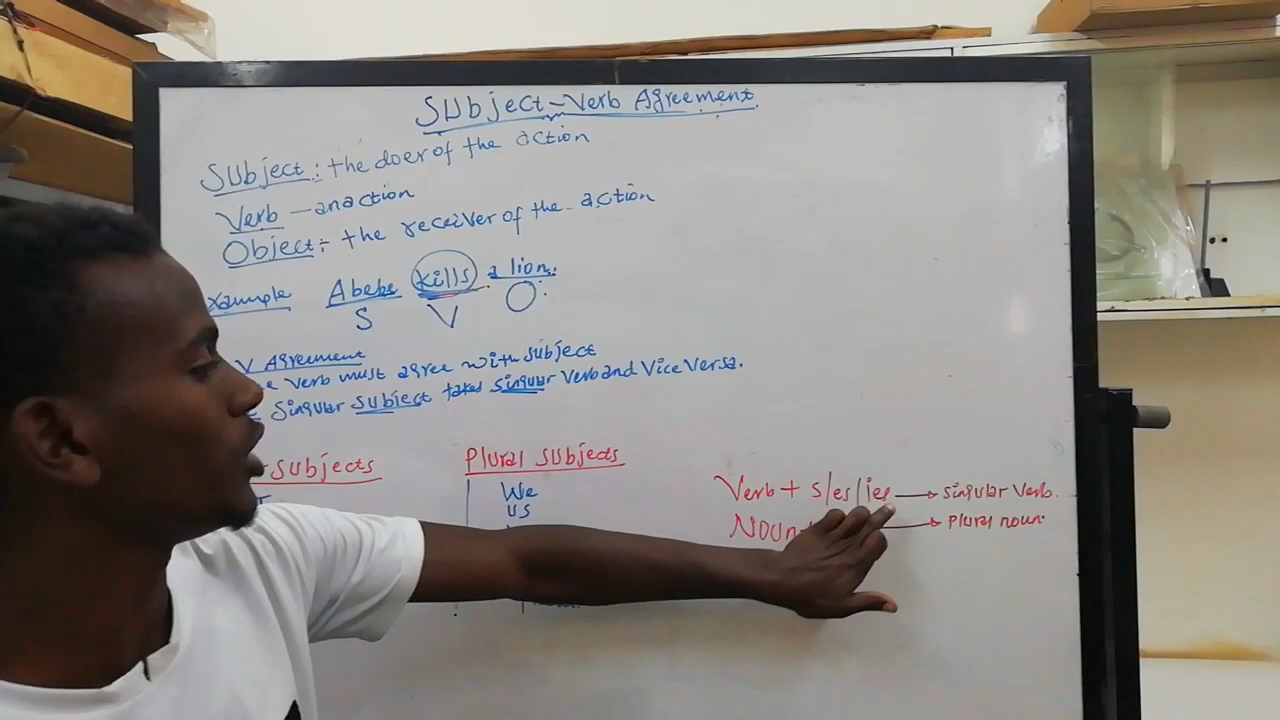 Subject-Verb Agreement
Subject: the doer of the action
Verb - an action
Object: the receiver of the action
xample Abebe kills a lion.
S V O
V Agreement
e Verb must agree with subject
Singular subject takes singular verb and Vice Versa.
subjects
Plural subjects
We
us
Verb + s/es/ies → singular verb.
Noun → plural noun